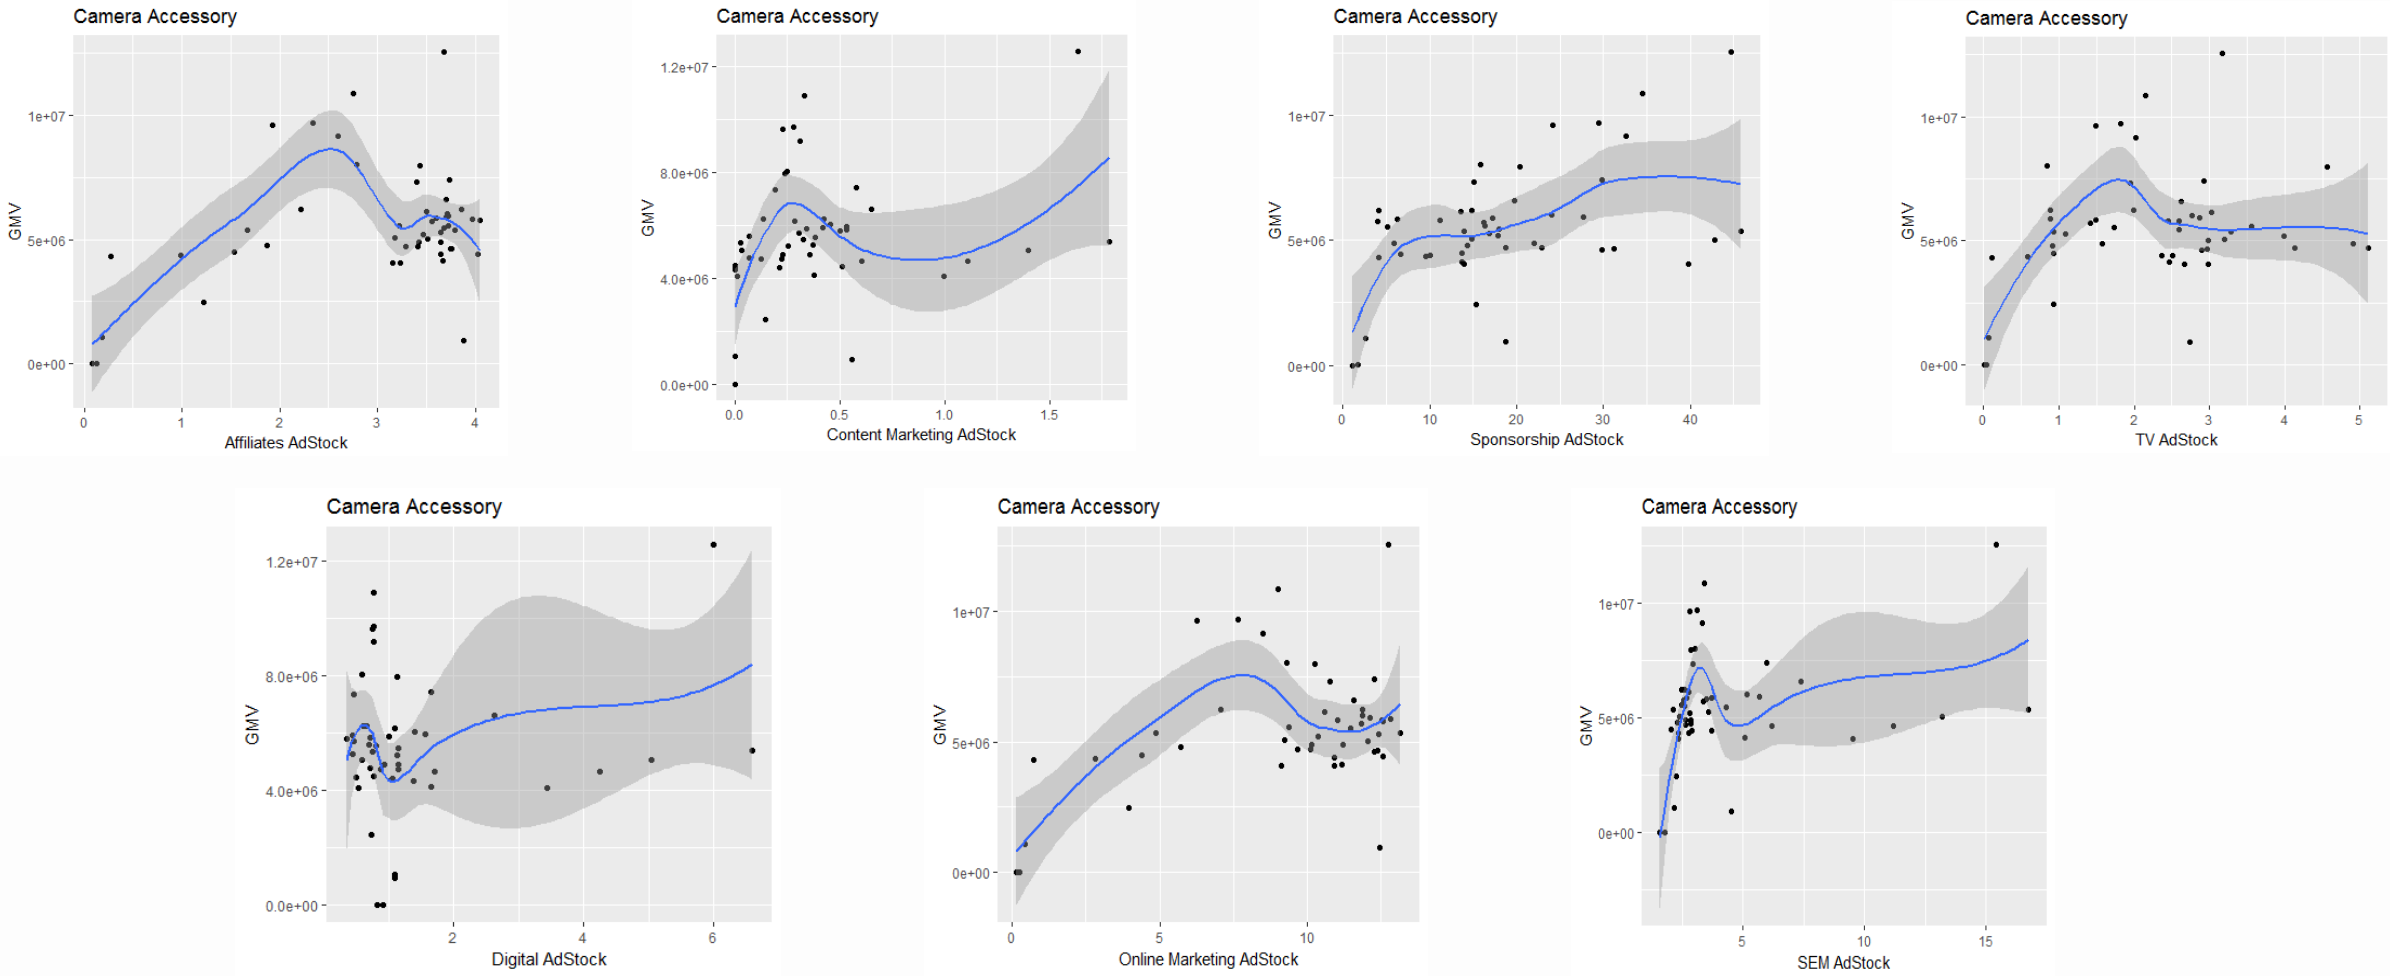 Camera Accessory
GMV
1e+07
5e+06
0e+00
0 1 2 3 4
Affiliates AdStock
Camera Accessory
GMV
1.2e+07
8.0e+06
4.0e+06
0.0e+00
0.0 0.5 1.0 1.5
Content Marketing AdStock
Camera Accessory
GMV
1e+07
5e+06
0e+00
0 10 20 30 40
Sponsorship AdStock
Camera Accessory
GMV
1e+07
5e+06
0e+00
0 1 2 3 4 5
TV AdStock
Camera Accessory
GMV
1.2e+07
8.0e+06
4.0e+06
0.0e+00
2 4 6
Digital AdStock
Camera Accessory
GMV
1e+07
5e+06
0e+00
0 5 10
Online Marketing AdStock
Camera Accessory
GMV
1e+07
5e+06
0e+00
5 10 15
SEM AdStock